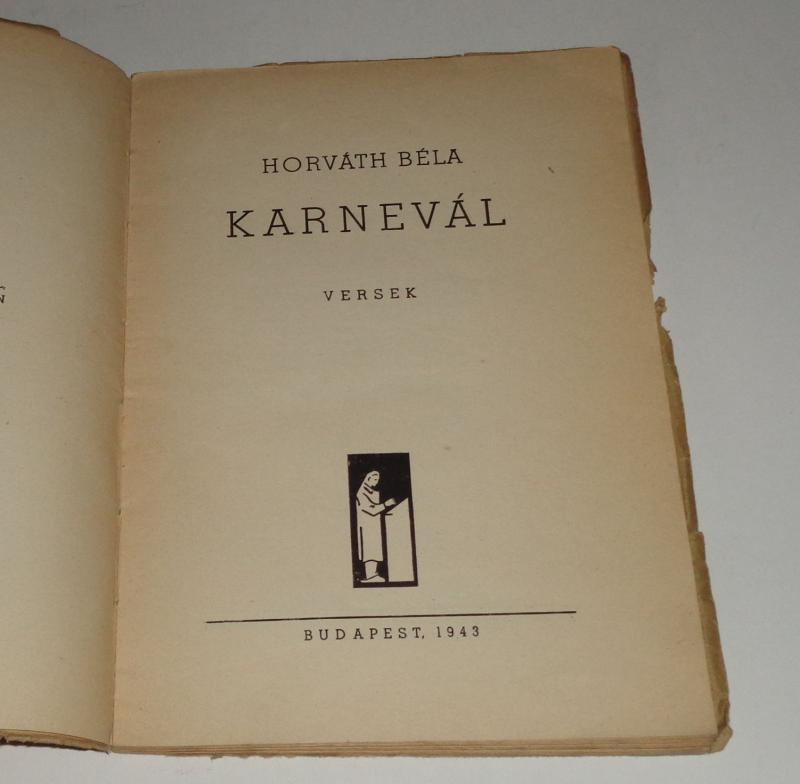 HORVÁTH BÉLA
KARNEVÁL
VERSEK
BUDAPEST, 1943